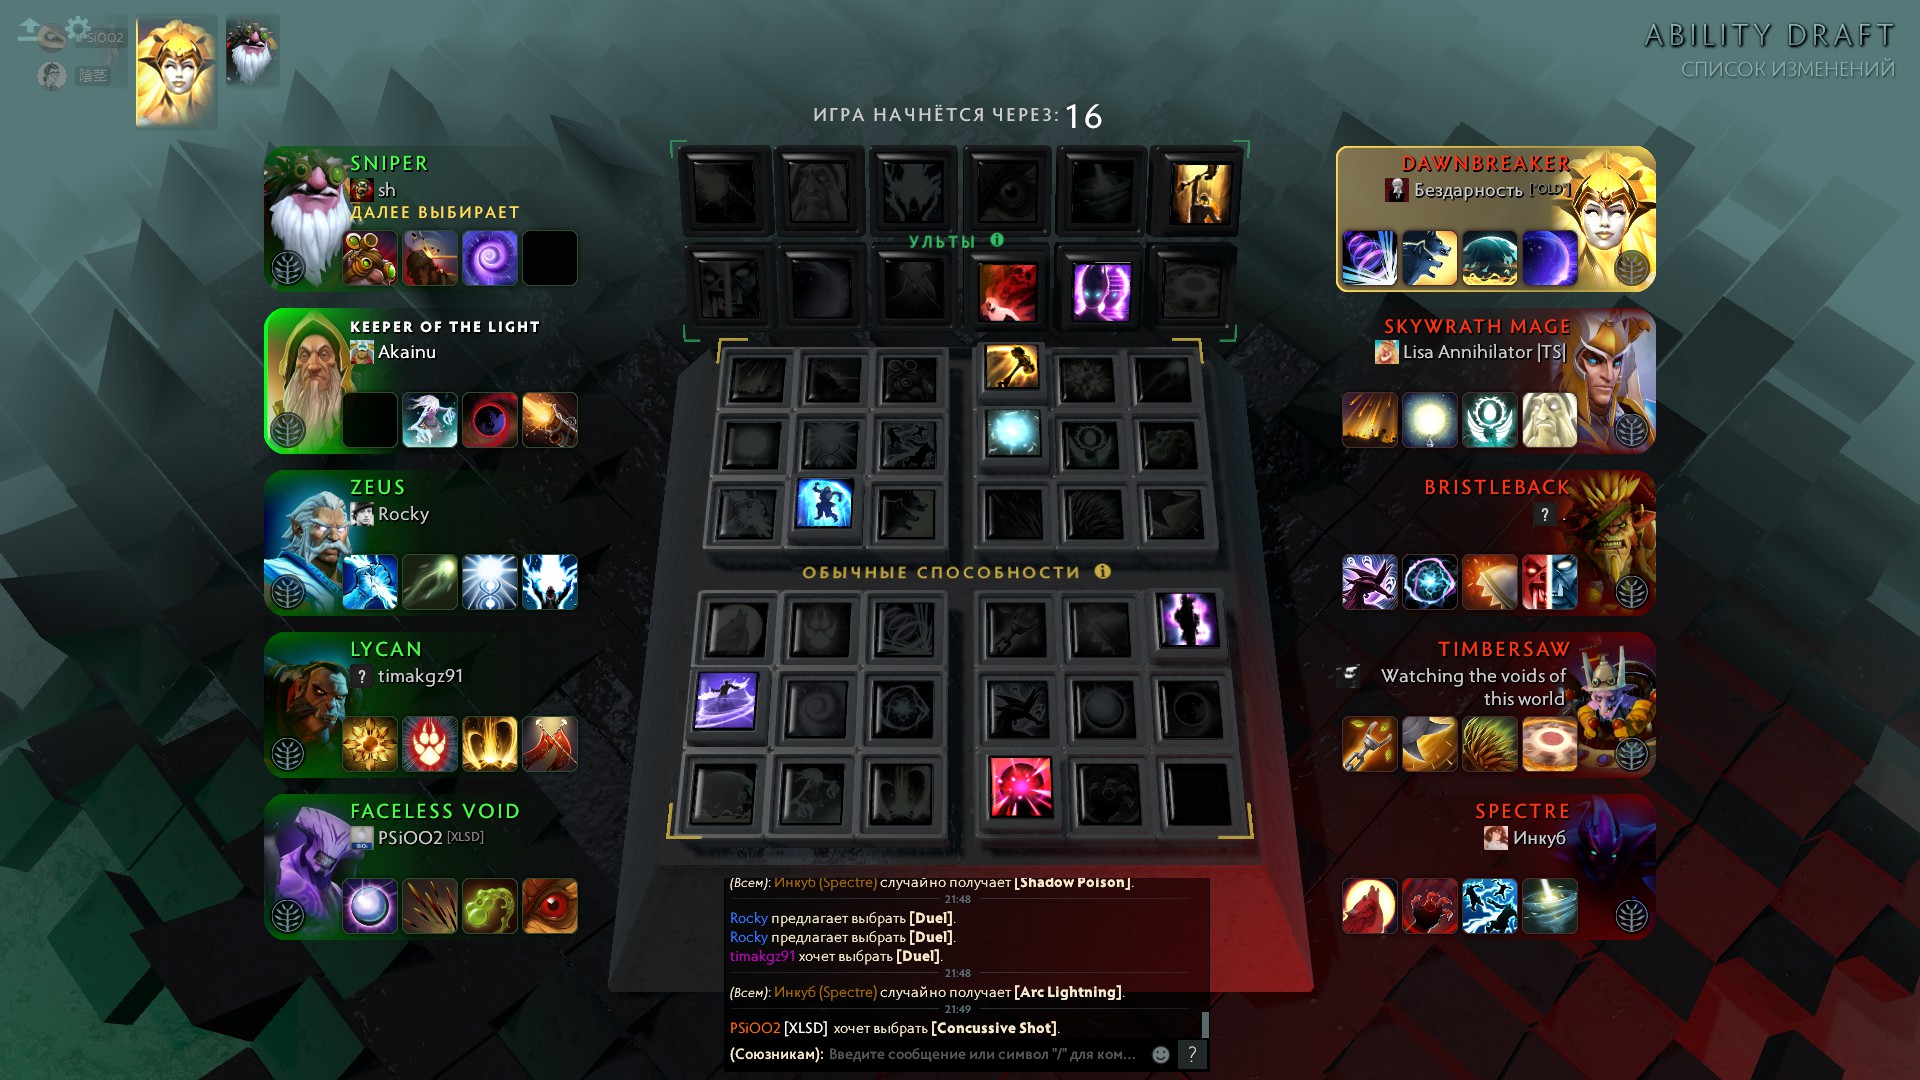 SiOO2
陰茎
ABILITY DRAFT
СПИСОК ИЗМЕНЕНИЙ
ИГРА НАЧНЁТСЯ ЧЕРЕЗ: 16
SNIPER
sh
ДАЛЕЕ ВЫБИРАЕТ
KEEPER OF THE LIGHT
Akainu
ZEUS
Rocky
LYCAN
? timakgz91
FACELESS VOID
PSiOO2 [XLSD]
УЛЬТЫ
ОБЫЧНЫЕ СПОСОБНОСТИ
DAWNBREAKER
Бездарность [OLD]
SKYWRATH MAGE
Lisa Annihilator |TS|
BRISTLEBACK
? .
TIMBERSAW
Watching the voids of
this world
SPECTRE
Инкуб
(Всем): Инкуб (Spectre) случайно получает [Shadow Poison].
21:48
Rocky предлагает выбрать [Duel].
Rocky предлагает выбрать [Duel].
timakgz91 хочет выбрать [Duel].
21:48
(Всем): Инкуб (Spectre) случайно получает [Arc Lightning].
21:49
PSiOO2 [XLSD] хочет выбрать [Concussive Shot].
(Союзникам): Введите сообщение или символ "/" для ком... ?